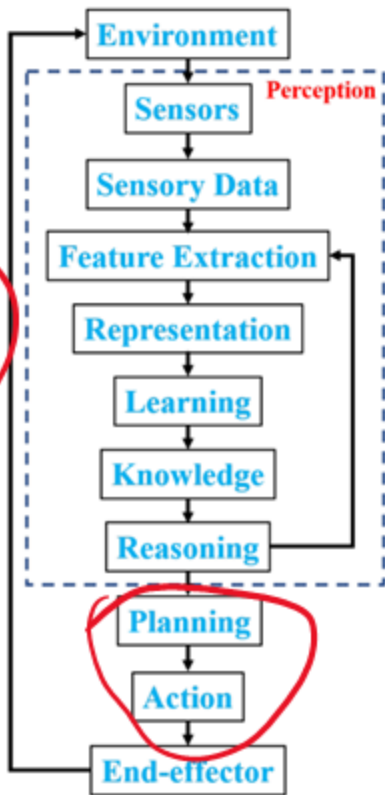 Environment
Perception
Sensors
Sensory Data
Feature Extraction
Representation
Learning
Knowledge
Reasoning
Planning
Action
End-effector